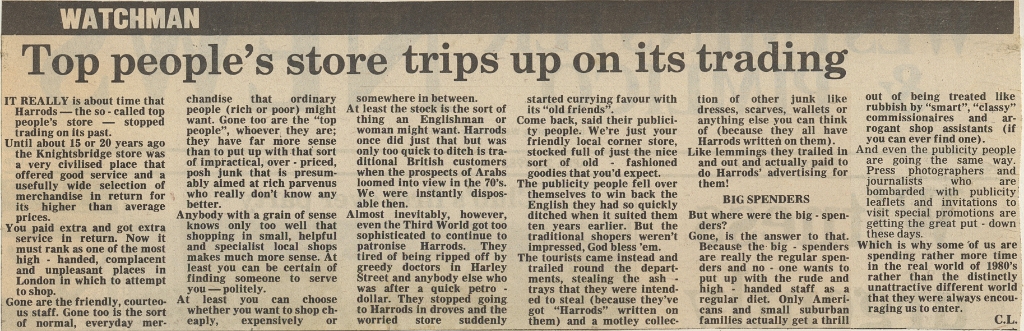 WATCHMAN
Top people's store trips up on its trading
IT REALLY is about time that
Harrods — the so - called top
people's store — stopped
trading on its past.
Until about 15 or 20 years ago
the Knightsbridge store was
a very civilised place that
offered good service and a
usefully wide selection of
merchandise in return for
its higher than average
prices.
You paid extra and got extra
service in return. Now it
must rank as one of the most
high - handed, complacent
and unpleasant places in
London in which to attempt
to shop.
Gone are the friendly, courteo-
us staff. Gone too is the sort
of normal, everyday mer-
chandise that ordinary
people (rich or poor) might
want. Gone too are the "top
people", whoever they are;
they have far more sense
than to put up with that sort
of impractical, over - priced,
posh junk that is presum-
ably aimed at rich parvenus
who really don't know any
better.
Anybody with a grain of sense
knows only too well that
shopping in small, helpful
and specialist local shops
makes much more sense. At
least you can be certain of
finding someone to serve
you — politely.
At least you can choose
whether you want to shop ch-
eaply, expensively or
somewhere in between.
At least the stock is the sort of
thing an Englishman or
woman might want. Harrods
once did just that but was
only too quick to ditch is tra-
ditional British customers
when the prospects of Arabs
loomed into view in the 70's.
We were instantly dispos-
able then.
Almost inevitably, however,
even the Third World got too
sophisticated to continue to
patronise Harrods. They
tired of being ripped off by
greedy doctors in Harley
Street and anybody else who
was after a quick petro -
dollar. They stopped going
to Harrods in droves and the
worried store suddenly
started currying favour with
its "old friends".
Come back, said their publici-
ty people. We're just your
friendly local corner store,
stocked full of just the nice
sort of old - fashioned
goodies that you'd expect.
The publicity people fell over
themselves to win back the
English they had so quickly
ditched when it suited them
ten years earlier. But the
traditional shopers weren't
impressed, God bless 'em.
The tourists came instead and
trailed round the depart-
ments, stealing the ash -
trays that they were intend-
ed to steal (because they've
got "Harrods" written on
them) and a motley collec-
tion of other junk like
dresses, scarves, wallets or
anything else you can think
of (because they all have
Harrods written on them).
Like lemmings they trailed in
and out and actually paid to
do Harrods' advertising for
them!
BIG SPENDERS
But where were the big - spen-
ders?
Gone, is the answer to that.
Because the big - spenders
are really the regular spen-
ders and no - one wants to
put up with the rude and
high - handed staff as a
regular diet. Only Ameri-
cans and small suburban
families actually get a thrill
out of being treated like
rubbish by "smart", "classy"
commissionaires and ar-
rogant shop assistants (if
you can ever find one).
And even the publicity people
are going the same way.
Press photographers and
journalists who are
bombarded with publicity
leaflets and invitations to
visit special promotions are
getting the great put - down
these days.
Which is why some of us are
spending rather more time
in the real world of 1980's
rather than the distinctly
unattractive different world
that they were always encou-
raging us to enter.
C.L.